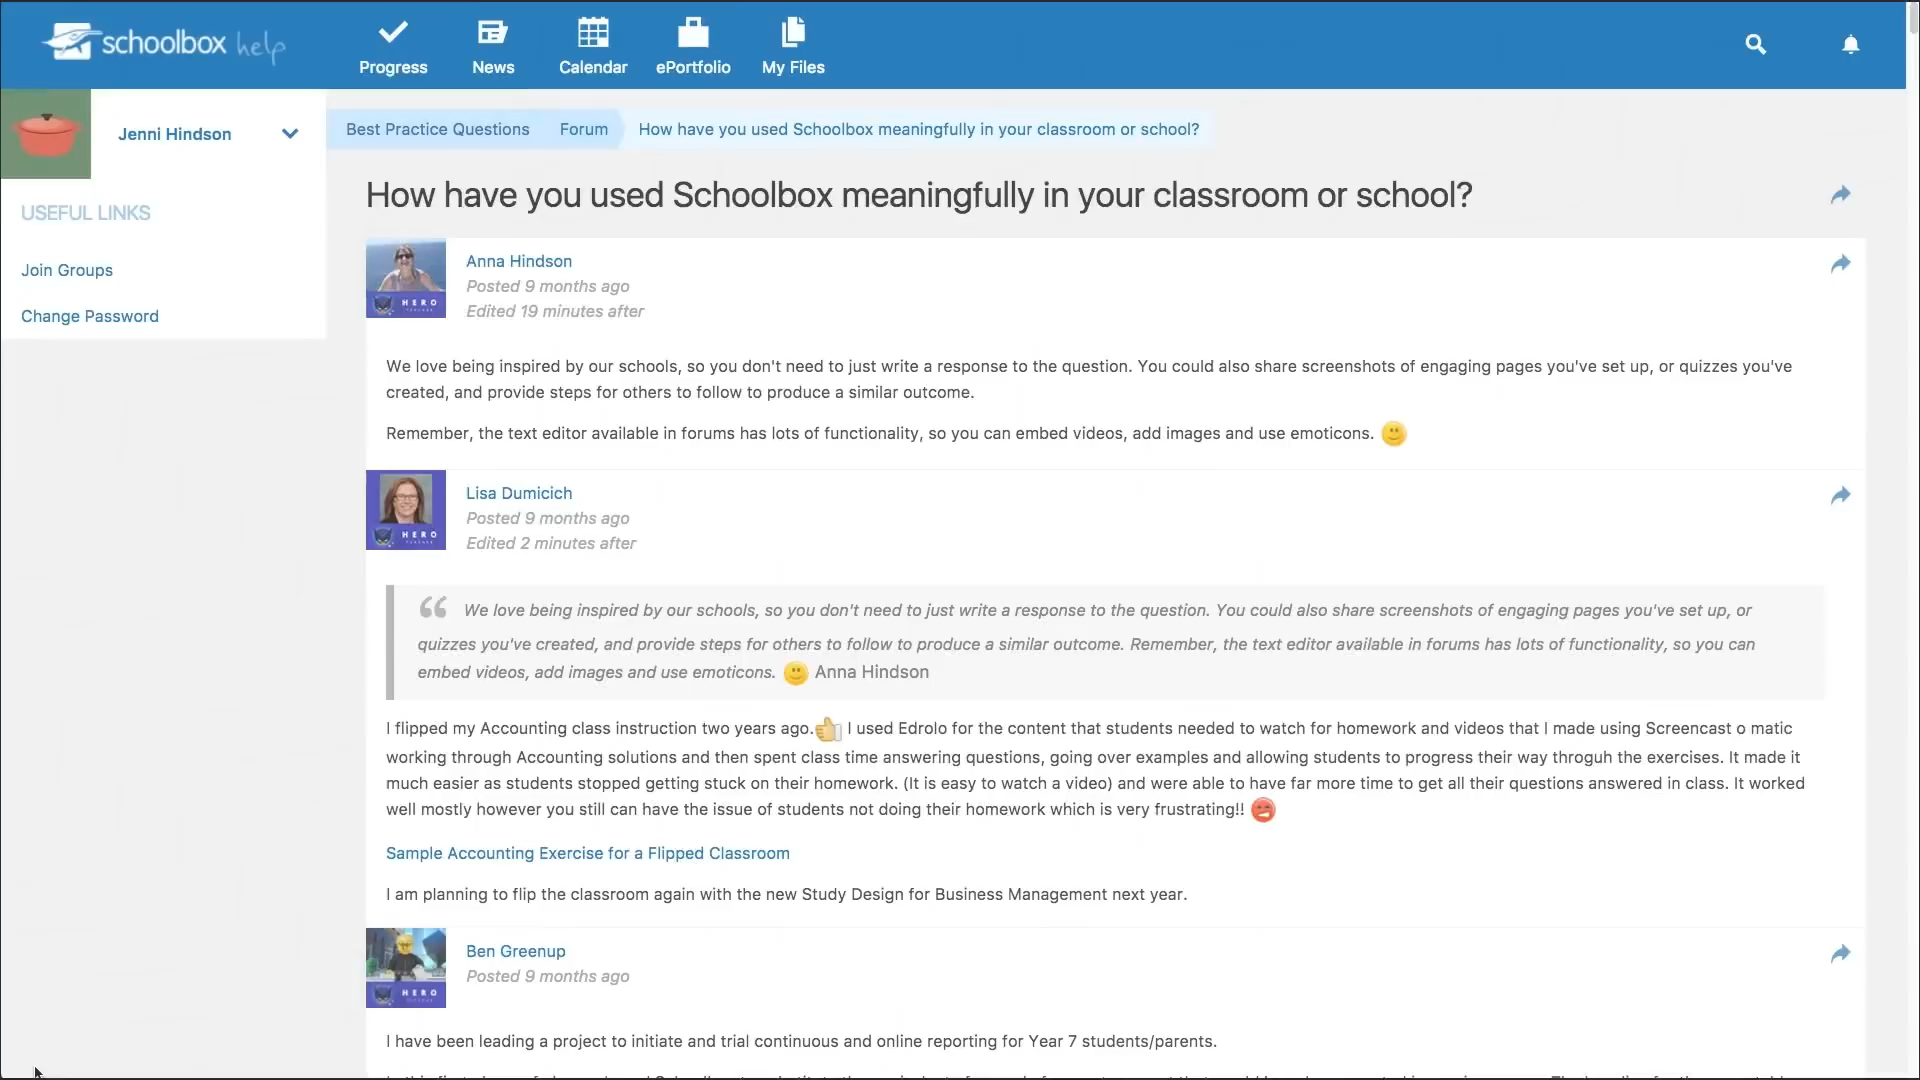 schoolbox help
Progress
News
Calendar
ePortfolio
My Files
Jenni Hindson
USEFUL LINKS
Join Groups
Change Password
Best Practice Questions
Forum
How have you used Schoolbox meaningfully in your classroom or school?
How have you used Schoolbox meaningfully in your classroom or school?
HERO
Anna Hindson
Posted 9 months ago
Edited 19 minutes after
We love being inspired by our schools, so you don't need to just write a response to the question. You could also share screenshots of engaging pages you've set up, or quizzes you've
created, and provide steps for others to follow to produce a similar outcome.
Remember, the text editor available in forums has lots of functionality, so you can embed videos, add images and use emoticons.
HERO
Lisa Dumicich
Posted 9 months ago
Edited 2 minutes after
“ We love being inspired by our schools, so you don't need to just write a response to the question. You could also share screenshots of engaging pages you've set up, or
quizzes you've created, and provide steps for others to follow to produce a similar outcome. Remember, the text editor available in forums has lots of functionality, so you can
embed videos, add images and use emoticons. Anna Hindson
I flipped my Accounting class instruction two years ago. I used Edrolo for the content that students needed to watch for homework and videos that I made using Screencast o matic
working through Accounting solutions and then spent class time answering questions, going over examples and allowing students to progress their way throguh the exercises. It made it
much easier as students stopped getting stuck on their homework. (It is easy to watch a video) and were able to have far more time to get all their questions answered in class. It worked
well mostly however you still can have the issue of students not doing their homework which is very frustrating!!
Sample Accounting Exercise for a Flipped Classroom
I am planning to flip the classroom again with the new Study Design for Business Management next year.
HERO
Ben Greenup
Posted 9 months ago
I have been leading a project to initiate and trial continuous and online reporting for Year 7 students/parents.